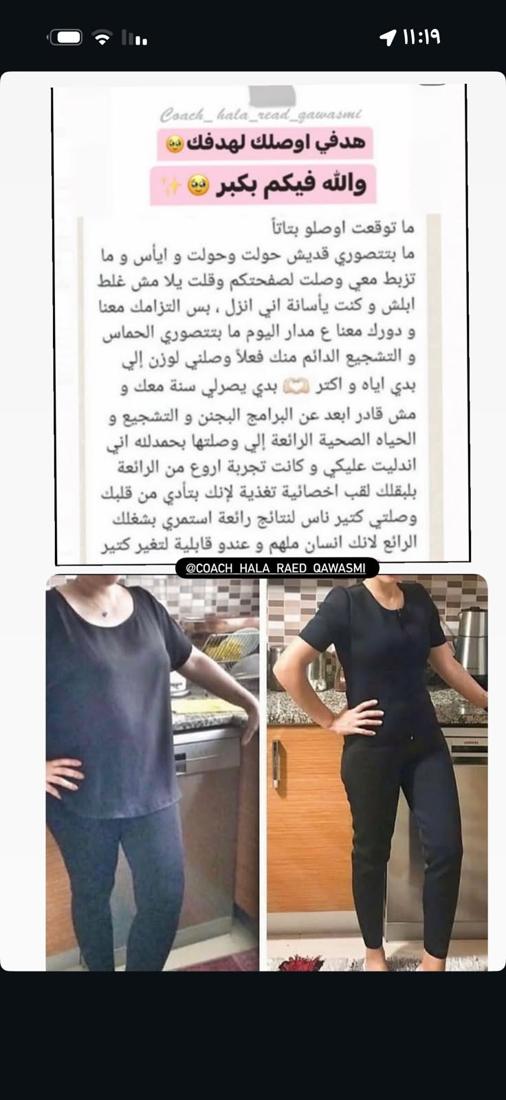 ١١:١٩
Coach_hala_read_qawasmi
هدفي اوصلك لهدفك🥹
والله فيكم بكبر 🥹✨
ما توقعت اوصلو بتاتاً
ما بتتصوري قديش حولت وحولت و ايأس و ما
تزبط معي وصلت لصفحتكم وقلت يلا مش غلط
ابلش و كنت يأسانة اني انزل ، بس التزامك معنا
و دورك معنا ع مدار اليوم ما بتتصوري الحماس
و التشجيع الدائم منك فعلاً وصلني لوزن إلي
بدي اياه و اكتر 🫶🏻 بدي يصرلي سنة معك و
مش قادر ابعد عن البرامج البجنن و التشجيع و
الحياه الصحية الرائعة إلي وصلتها بحمدلله اني
اندليت عليكي و كانت تجربة اروع من الرائعة
بلبقلك لقب اخصائية تغذية لإنك بتأدي من قلبك
وصلتي كتير ناس لنتائج رائعة استمري بشغلك
الرائع لانك انسان ملهم و عندو قابلية لتغير كتير
@COACH_HALA_RAED_QAWASMI